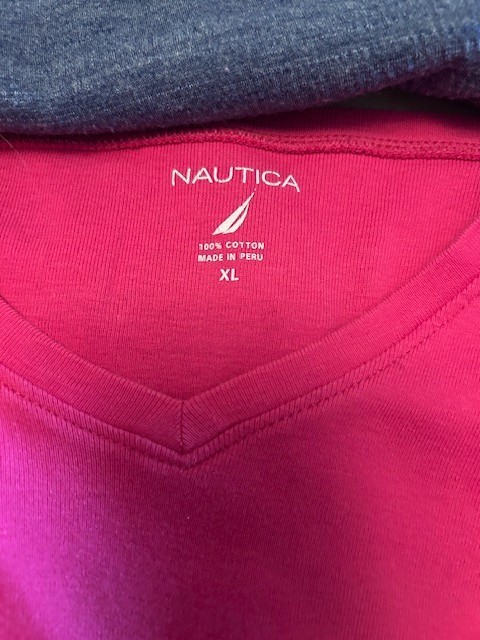 NAUTICA
100% COTTON
MADE IN PERU
XL